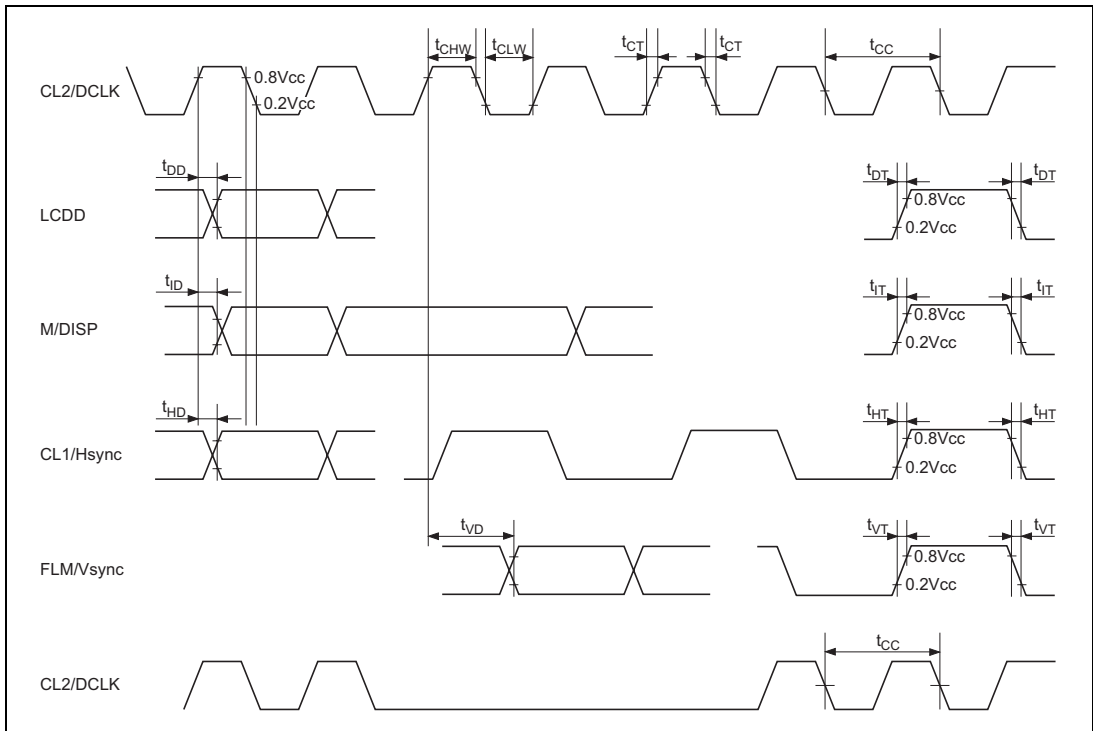 tCHW tCLW tCT tCT tCC
CL2/DCLK
0.8Vcc
0.2Vcc
tDD
LCDD
tDT tDT
0.8Vcc
0.2Vcc
tID
M/DISP
tIT tIT
0.8Vcc
0.2Vcc
tHD
CL1/Hsync
tHT tHT
0.8Vcc
0.2Vcc
tVD
FLM/Vsync
tVT tVT
0.8Vcc
0.2Vcc
tCC
CL2/DCLK